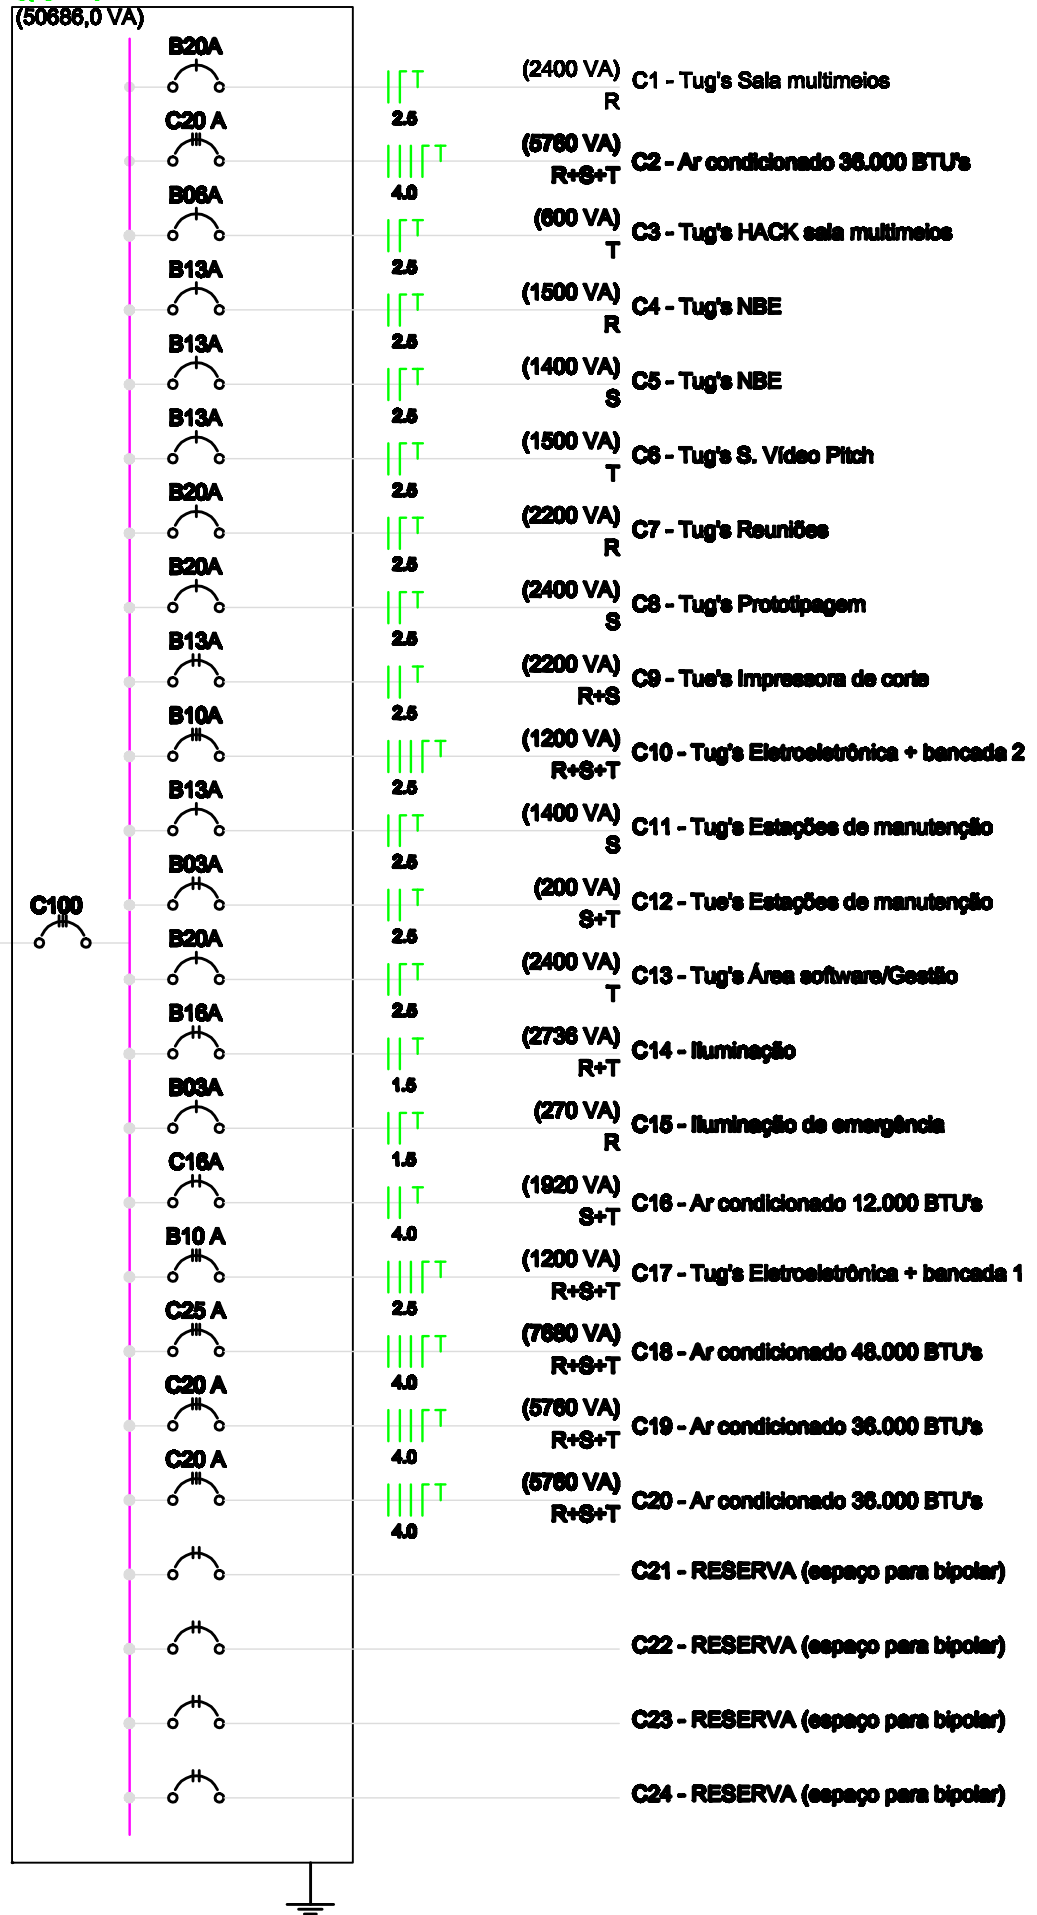 (50686,0 VA)
B20A
(2400 VA)
C1 - Tug's Sala multimeios
R
2.5
C20 A
(5760 VA)
C2 - Ar condicionado 36.000 BTU's
R+S+T
4.0
B06A
(600 VA)
C3 - Tug's HACK sala multimeios
T
2.5
B13A
(1500 VA)
C4 - Tug's NBE
R
2.5
B13A
(1400 VA)
C5 - Tug's NBE
S
2.5
B13A
(1500 VA)
C6 - Tug's S. Vídeo Pitch
T
2.5
B20A
(2200 VA)
C7 - Tug's Reuniões
R
2.5
B20A
(2400 VA)
C8 - Tug's Prototipagem
S
2.5
B13A
(2200 VA)
C9 - Tue's Impressora de corte
R+S
2.5
B10A
(1200 VA)
C10 - Tug's Eletroeletrônica + bancada 2
R+S+T
2.5
B13A
(1400 VA)
C11 - Tug's Estações de manutenção
S
2.5
B03A
(200 VA)
C12 - Tue's Estações de manutenção
S+T
2.5
C100
B20A
(2400 VA)
C13 - Tug's Área software/Gestão
T
2.5
B16A
(2736 VA)
C14 - Iluminação
R+T
1.5
B03A
(270 VA)
C15 - Iluminação de emergência
R
1.5
C16A
(1920 VA)
C16 - Ar condicionado 12.000 BTU's
S+T
4.0
B10 A
(1200 VA)
C17 - Tug's Eletroeletrônica + bancada 1
R+S+T
2.5
C25 A
(7680 VA)
C18 - Ar condicionado 48.000 BTU's
R+S+T
4.0
C20 A
(5760 VA)
C19 - Ar condicionado 36.000 BTU's
R+S+T
4.0
C20 A
(5760 VA)
C20 - Ar condicionado 36.000 BTU's
R+S+T
4.0
C21 - RESERVA (espaço para bipolar)
C22 - RESERVA (espaço para bipolar)
C23 - RESERVA (espaço para bipolar)
C24 - RESERVA (espaço para bipolar)